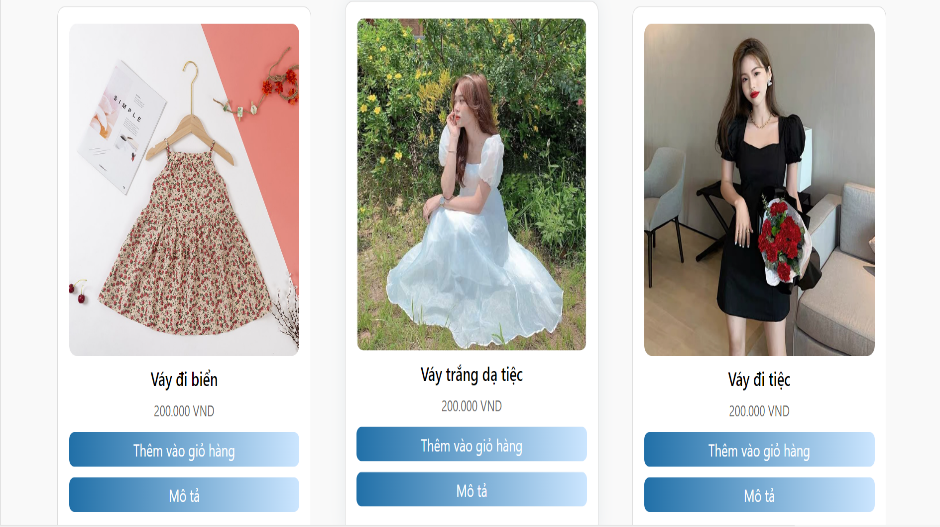 SIMPLE
Váy đi biển
200.000 VND
Thêm vào giỏ hàng
Mô tả
Váy trắng dạ tiệc
200.000 VND
Thêm vào giỏ hàng
Mô tả
Váy đi tiệc
200.000 VND
Thêm vào giỏ hàng
Mô tả